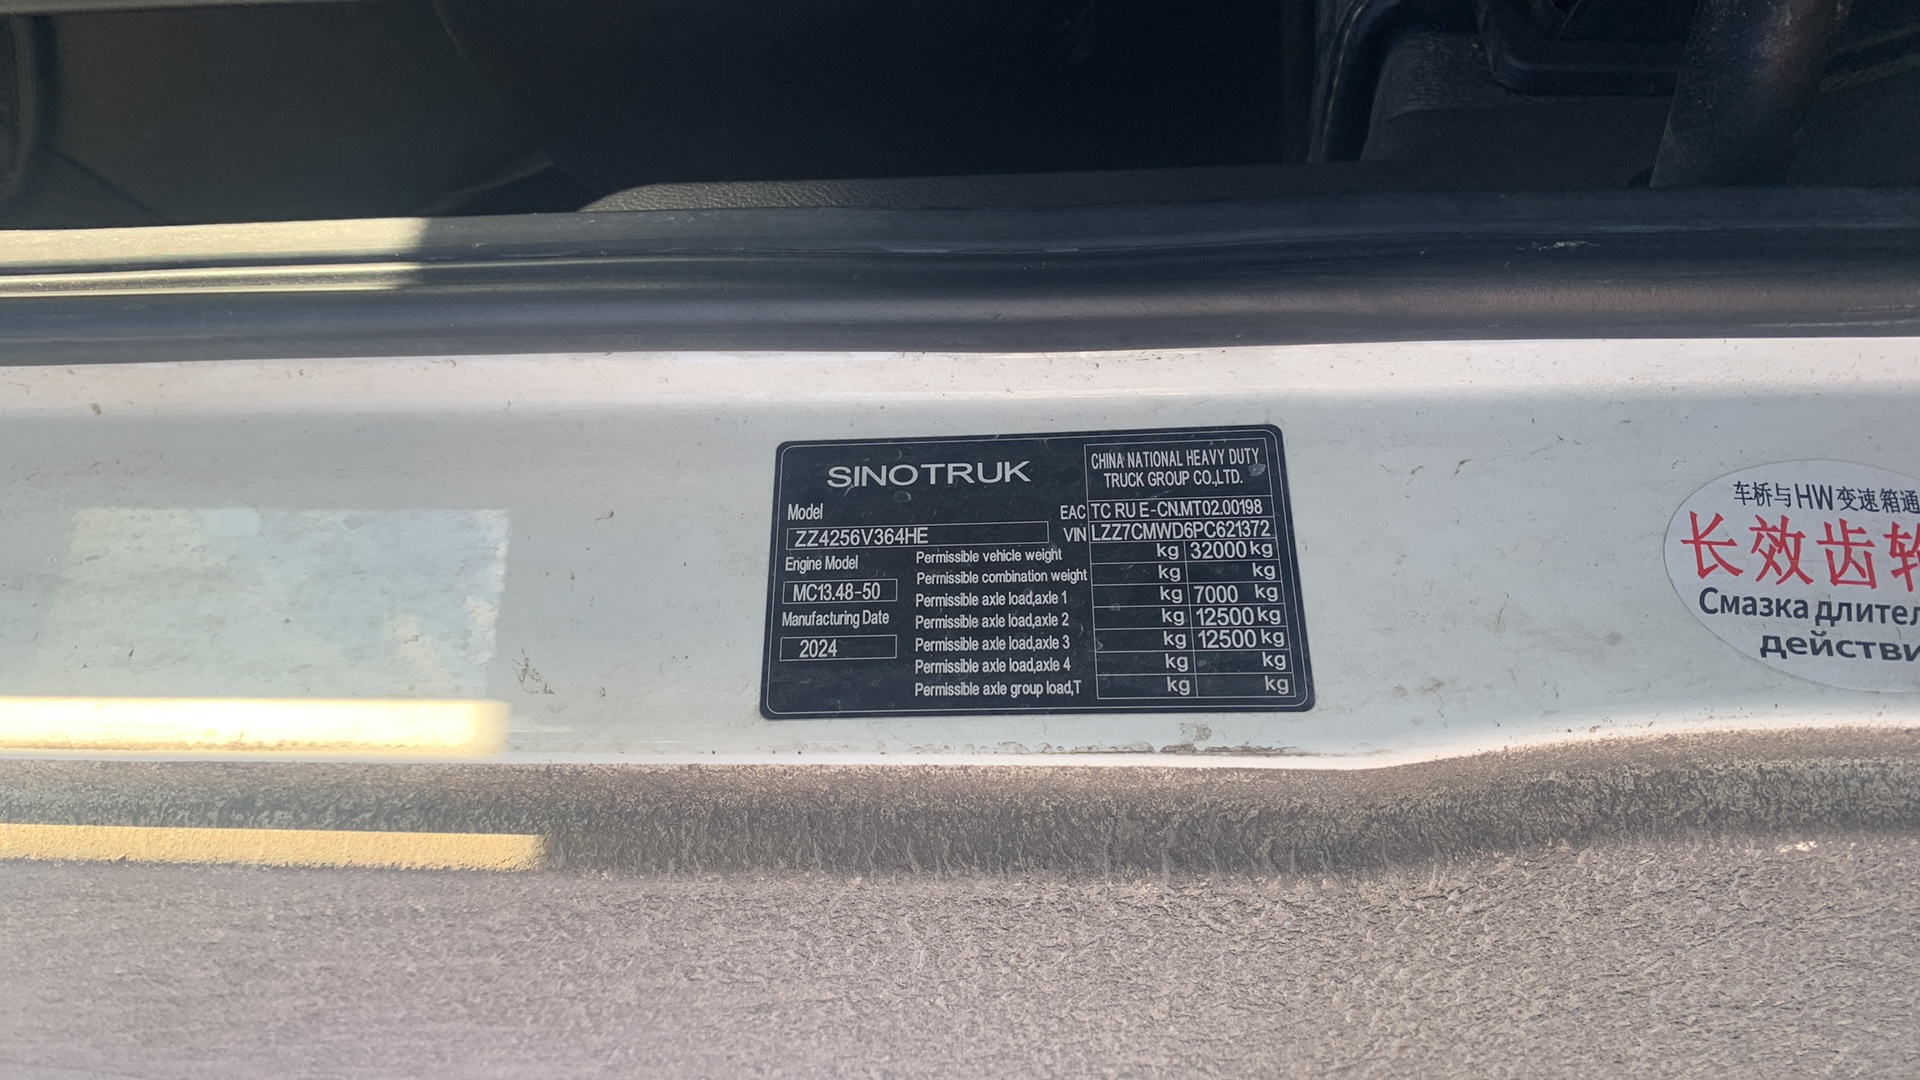 SINOTRUK
CHINA NATIONAL HEAVY DUTY
TRUCK GROUP CO.,LTD.
Model
EAC TC RU E-CN.MT02.00198
ZZ4256V364HE
VIN LZZ7CMWD6PC621372
Engine Model
MC13.48-50
Manufacturing Date
2024
Permissible vehicle weight kg 32000 kg
Permissible combination weight kg kg
Permissible axle load,axle 1 kg 7000 kg
Permissible axle load,axle 2 kg 12500 kg
Permissible axle load,axle 3 kg 12500 kg
Permissible axle load,axle 4 kg kg
Permissible axle group load,T kg kg
车桥与HW变速箱通
长效齿轮
Смазка длител
действи